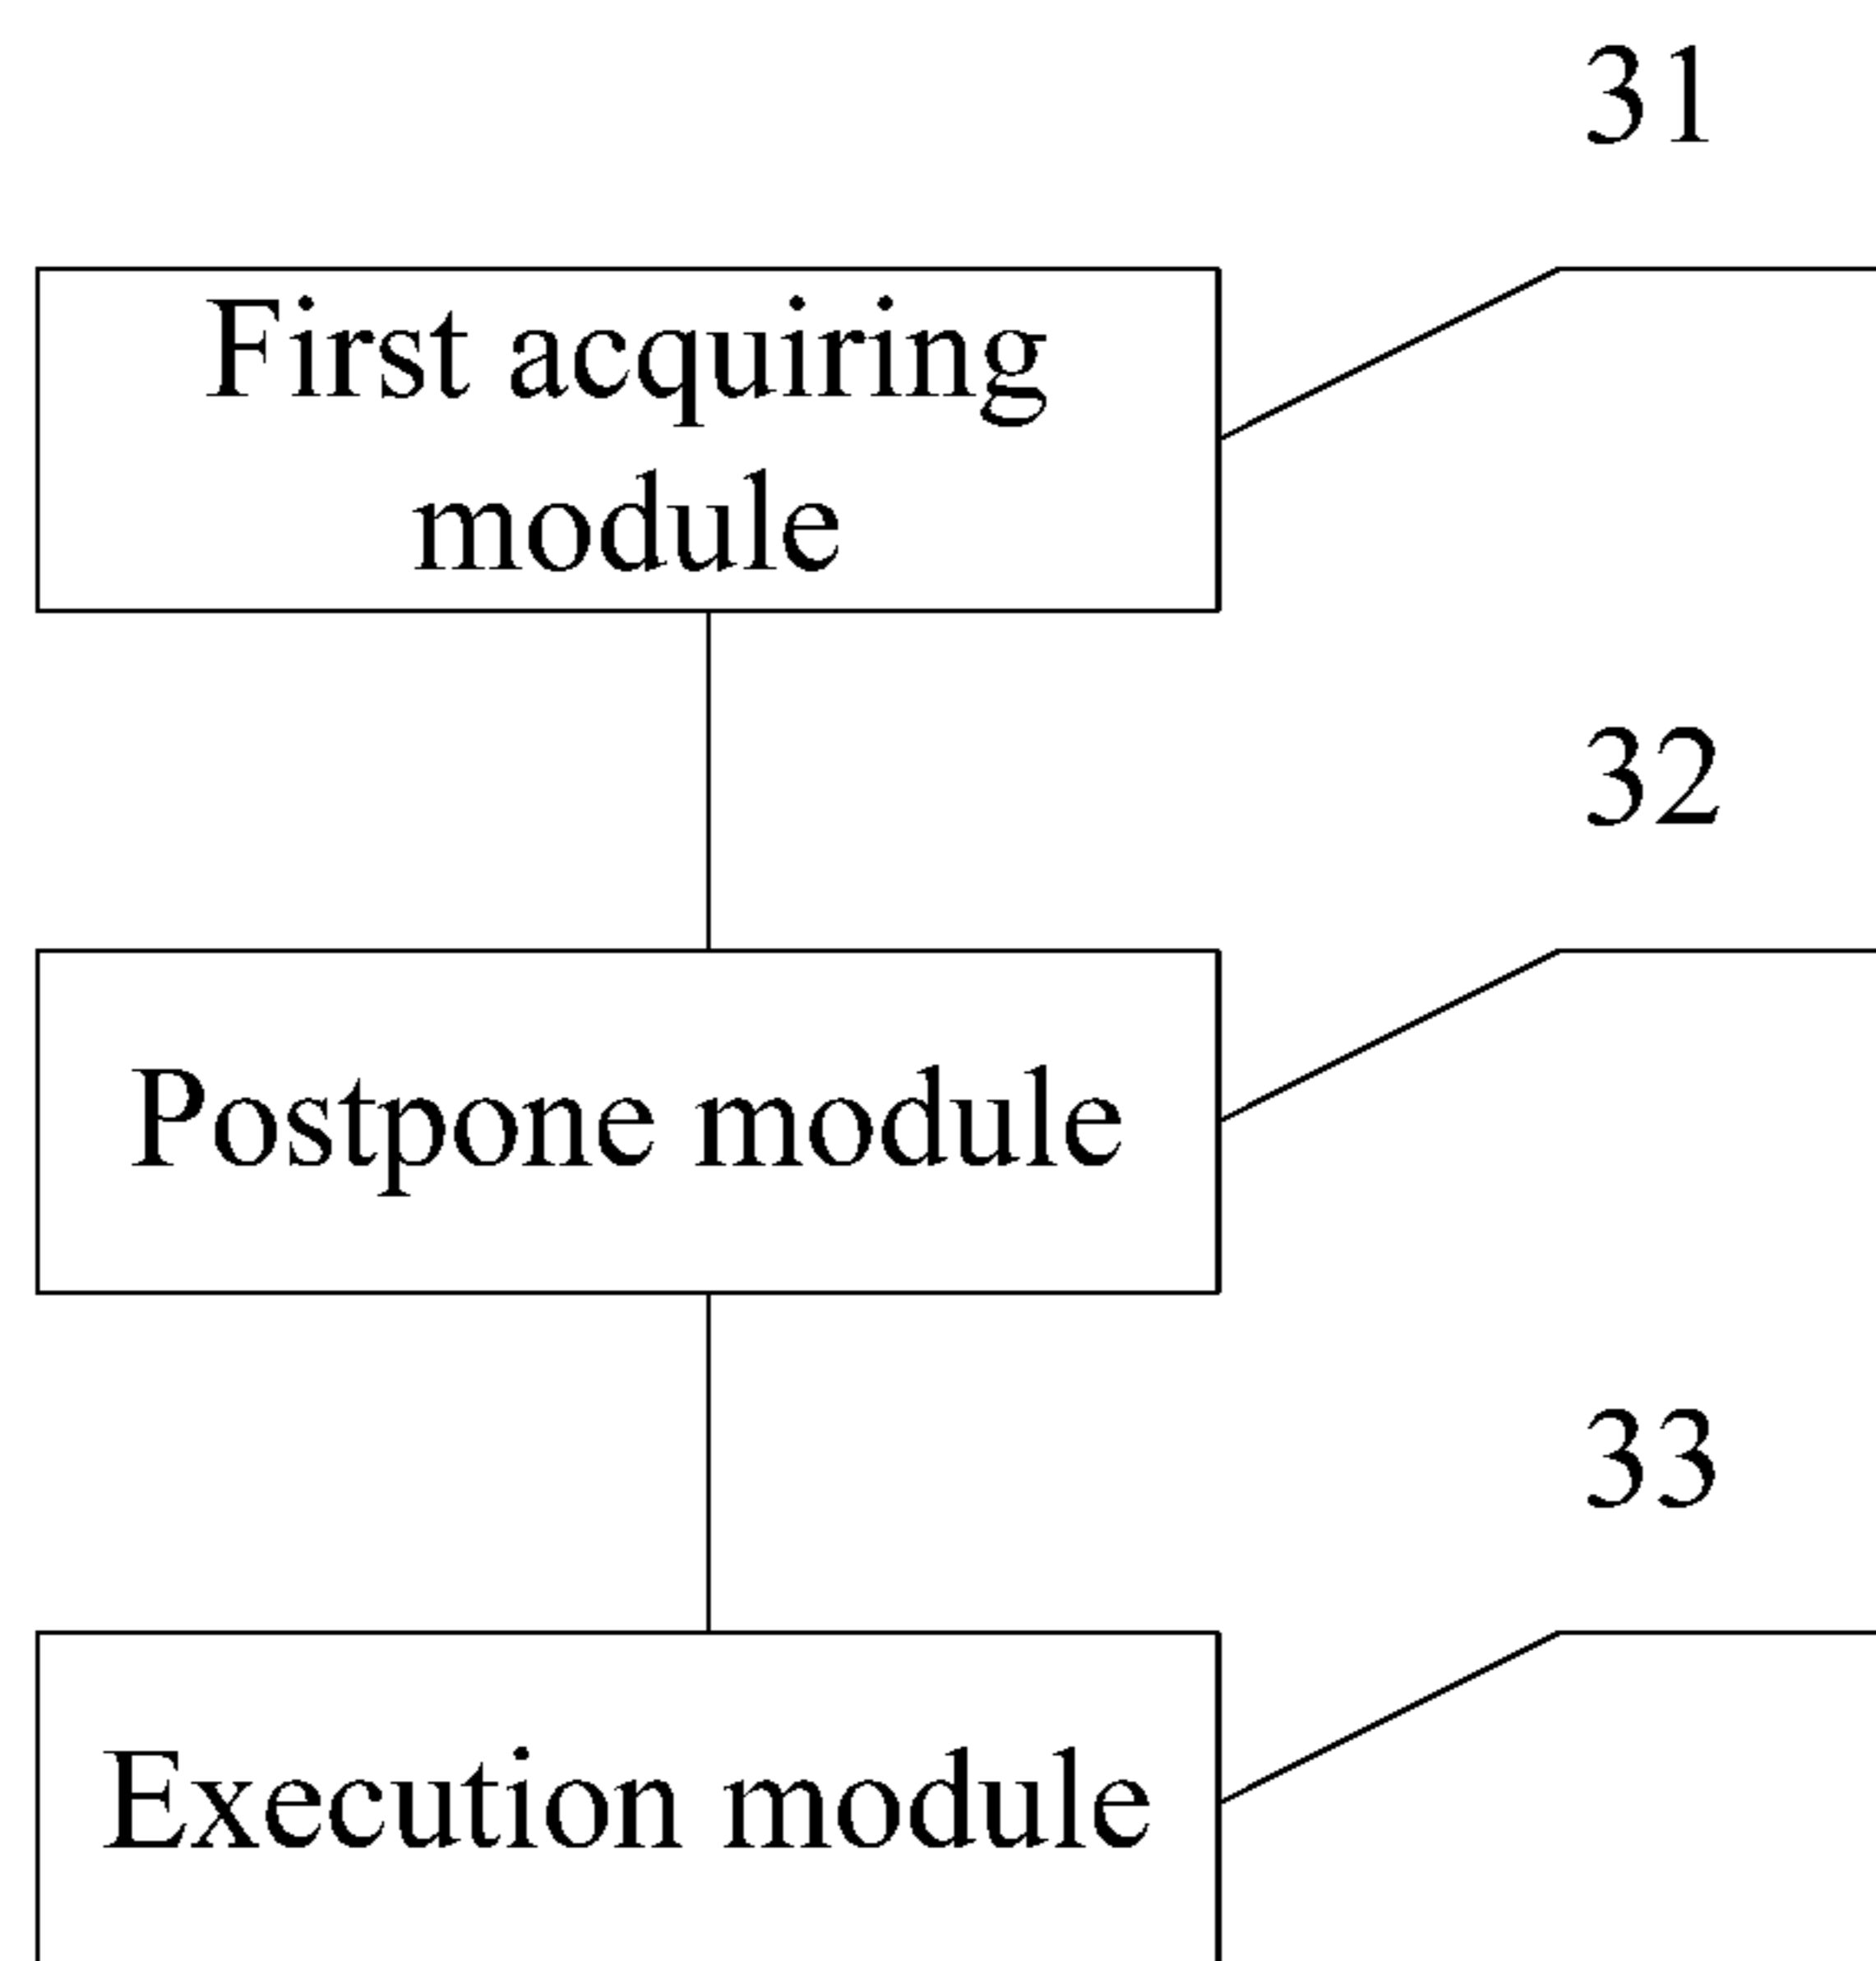 31
First acquiring
module
32
Postpone module
33
Execution module